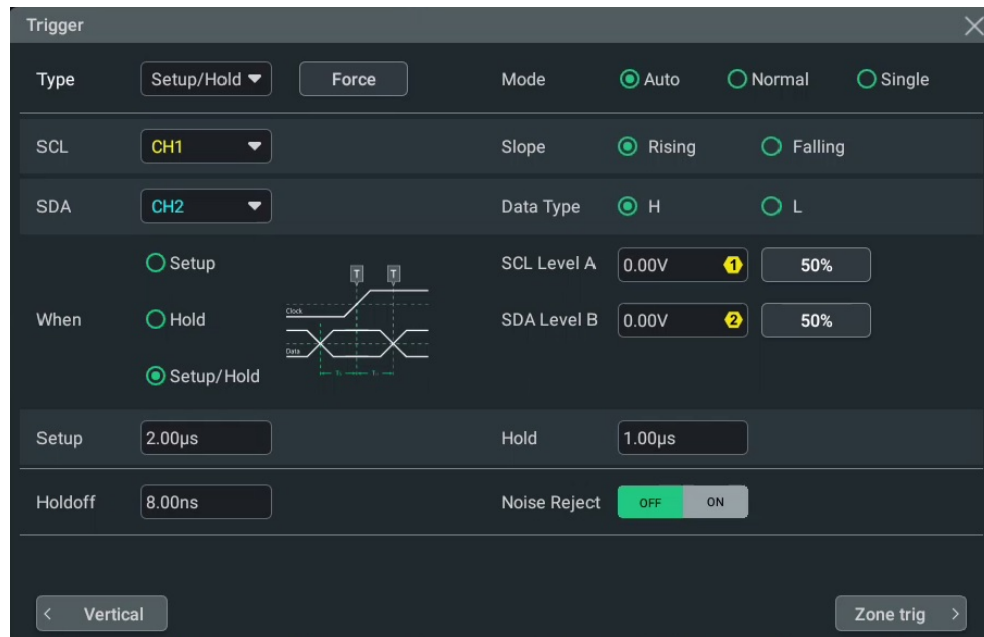 Trigger
Type Setup/Hold Force Mode Auto Normal Single
SCL CH1 Slope Rising Falling
SDA CH2 Data Type H L
Setup
T T
Clock
Data
Hold
Setup/Hold
When
SCL Level A 0.00V 1 50%
SDA Level B 0.00V 2 50%
Setup 2.00µs Hold 1.00µs
Holdoff 8.00ns Noise Reject OFF ON
< Vertical Zone trig >